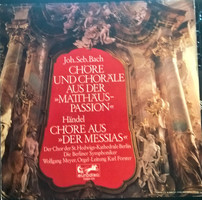 Joh. Seb. Bach
CHÖRE
UND CHORÄLE
AUS DER
»MATTHÄUS-
PASSION«
Händel
CHÖRE AUS
»DER MESSIAS«
Der Chor der St. Hedwigs-Kathedrale Berlin
Die Berliner Symphoniker
Wolfgang Meyer, Orgel · Leitung: Karl Forster
eurodisc